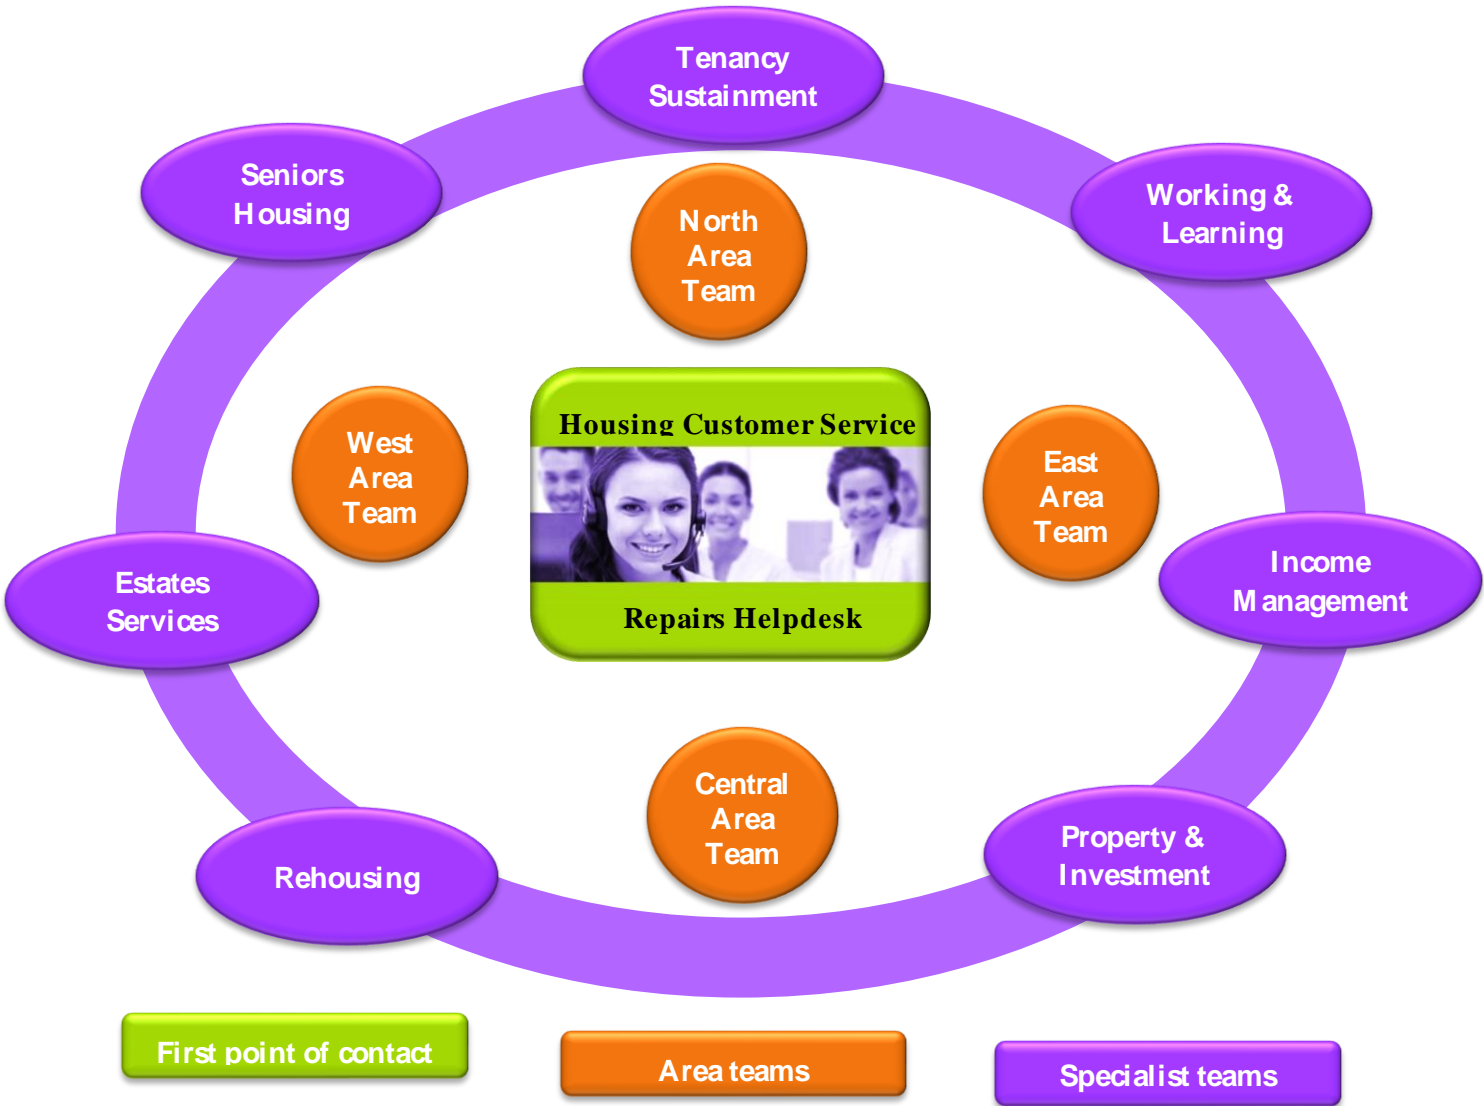 Tenancy
Sustainment
Seniors
Housing
Working &
Learning
North
Area
Team
Housing Customer Service
West
Area
Team
East
Area
Team
Income
Management
Estates
Services
Repairs Helpdesk
Central
Area
Team
Property &
Investment
Rehousing
First point of contact
Area teams
Specialist teams